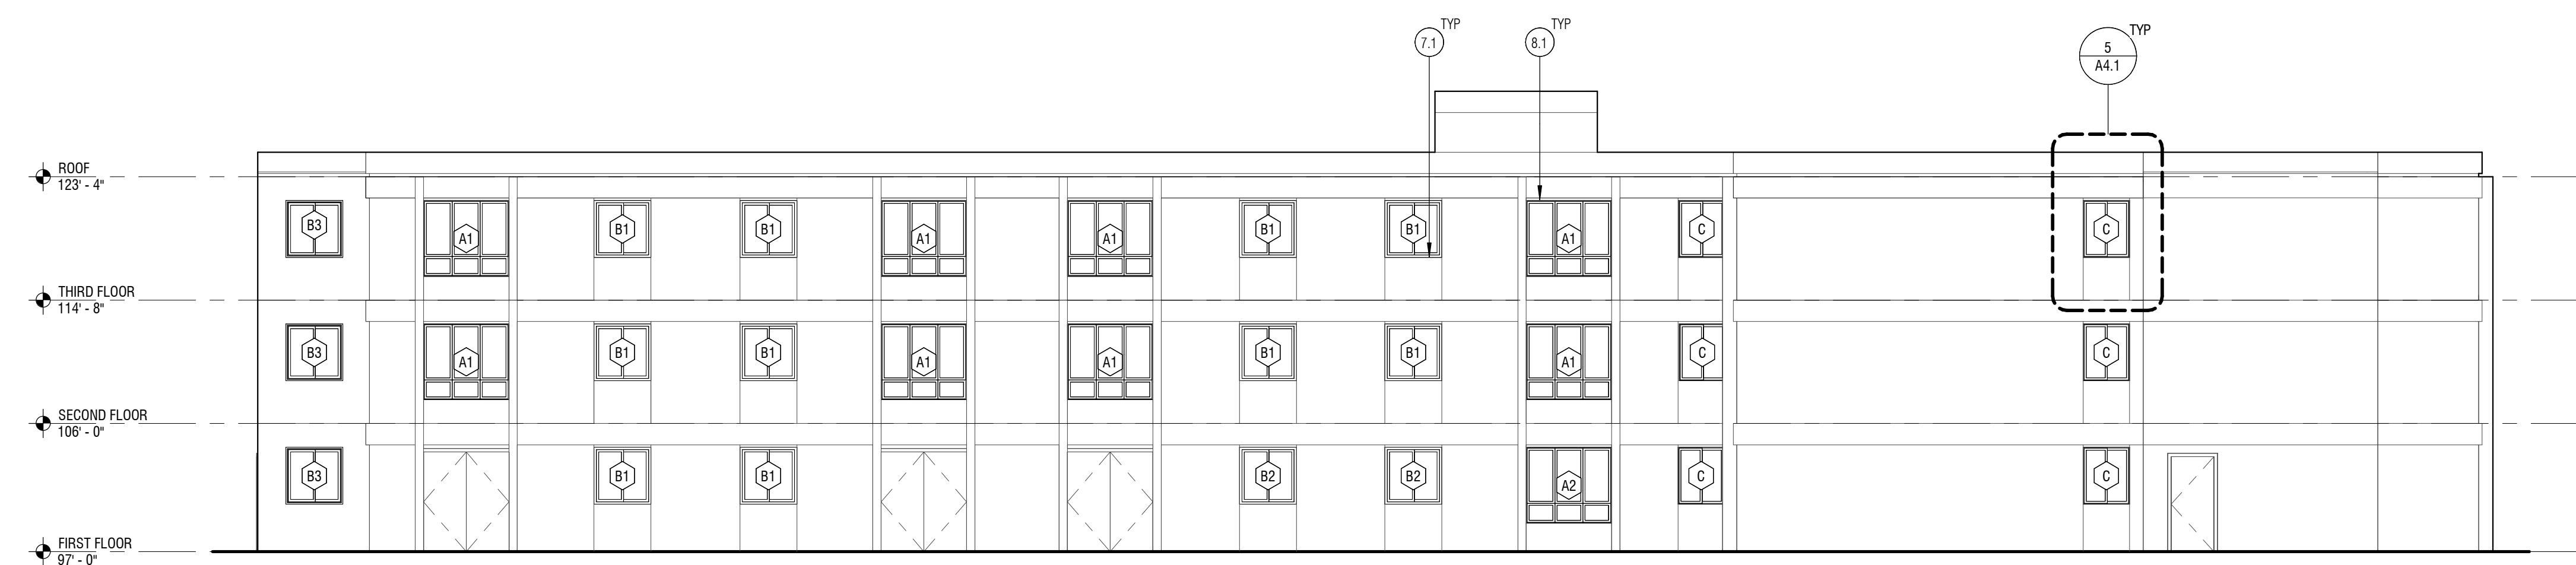 TYP
7.1
TYP
8.1
TYP
5
A4.1
ROOF
123' - 4"
B3
A1
B1
B1
A1
A1
B1
B1
A1
C
C
THIRD FLOOR
114' - 8"
B3
A1
B1
B1
A1
A1
B1
B1
A1
C
C
SECOND FLOOR
106' - 0"
B3
B1
B1
B2
B2
A2
C
C
FIRST FLOOR
97' - 0"